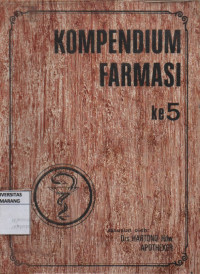 KOMPENDIUM
FARMASI
ke 5
Drs HARTONO
APOTHEKER